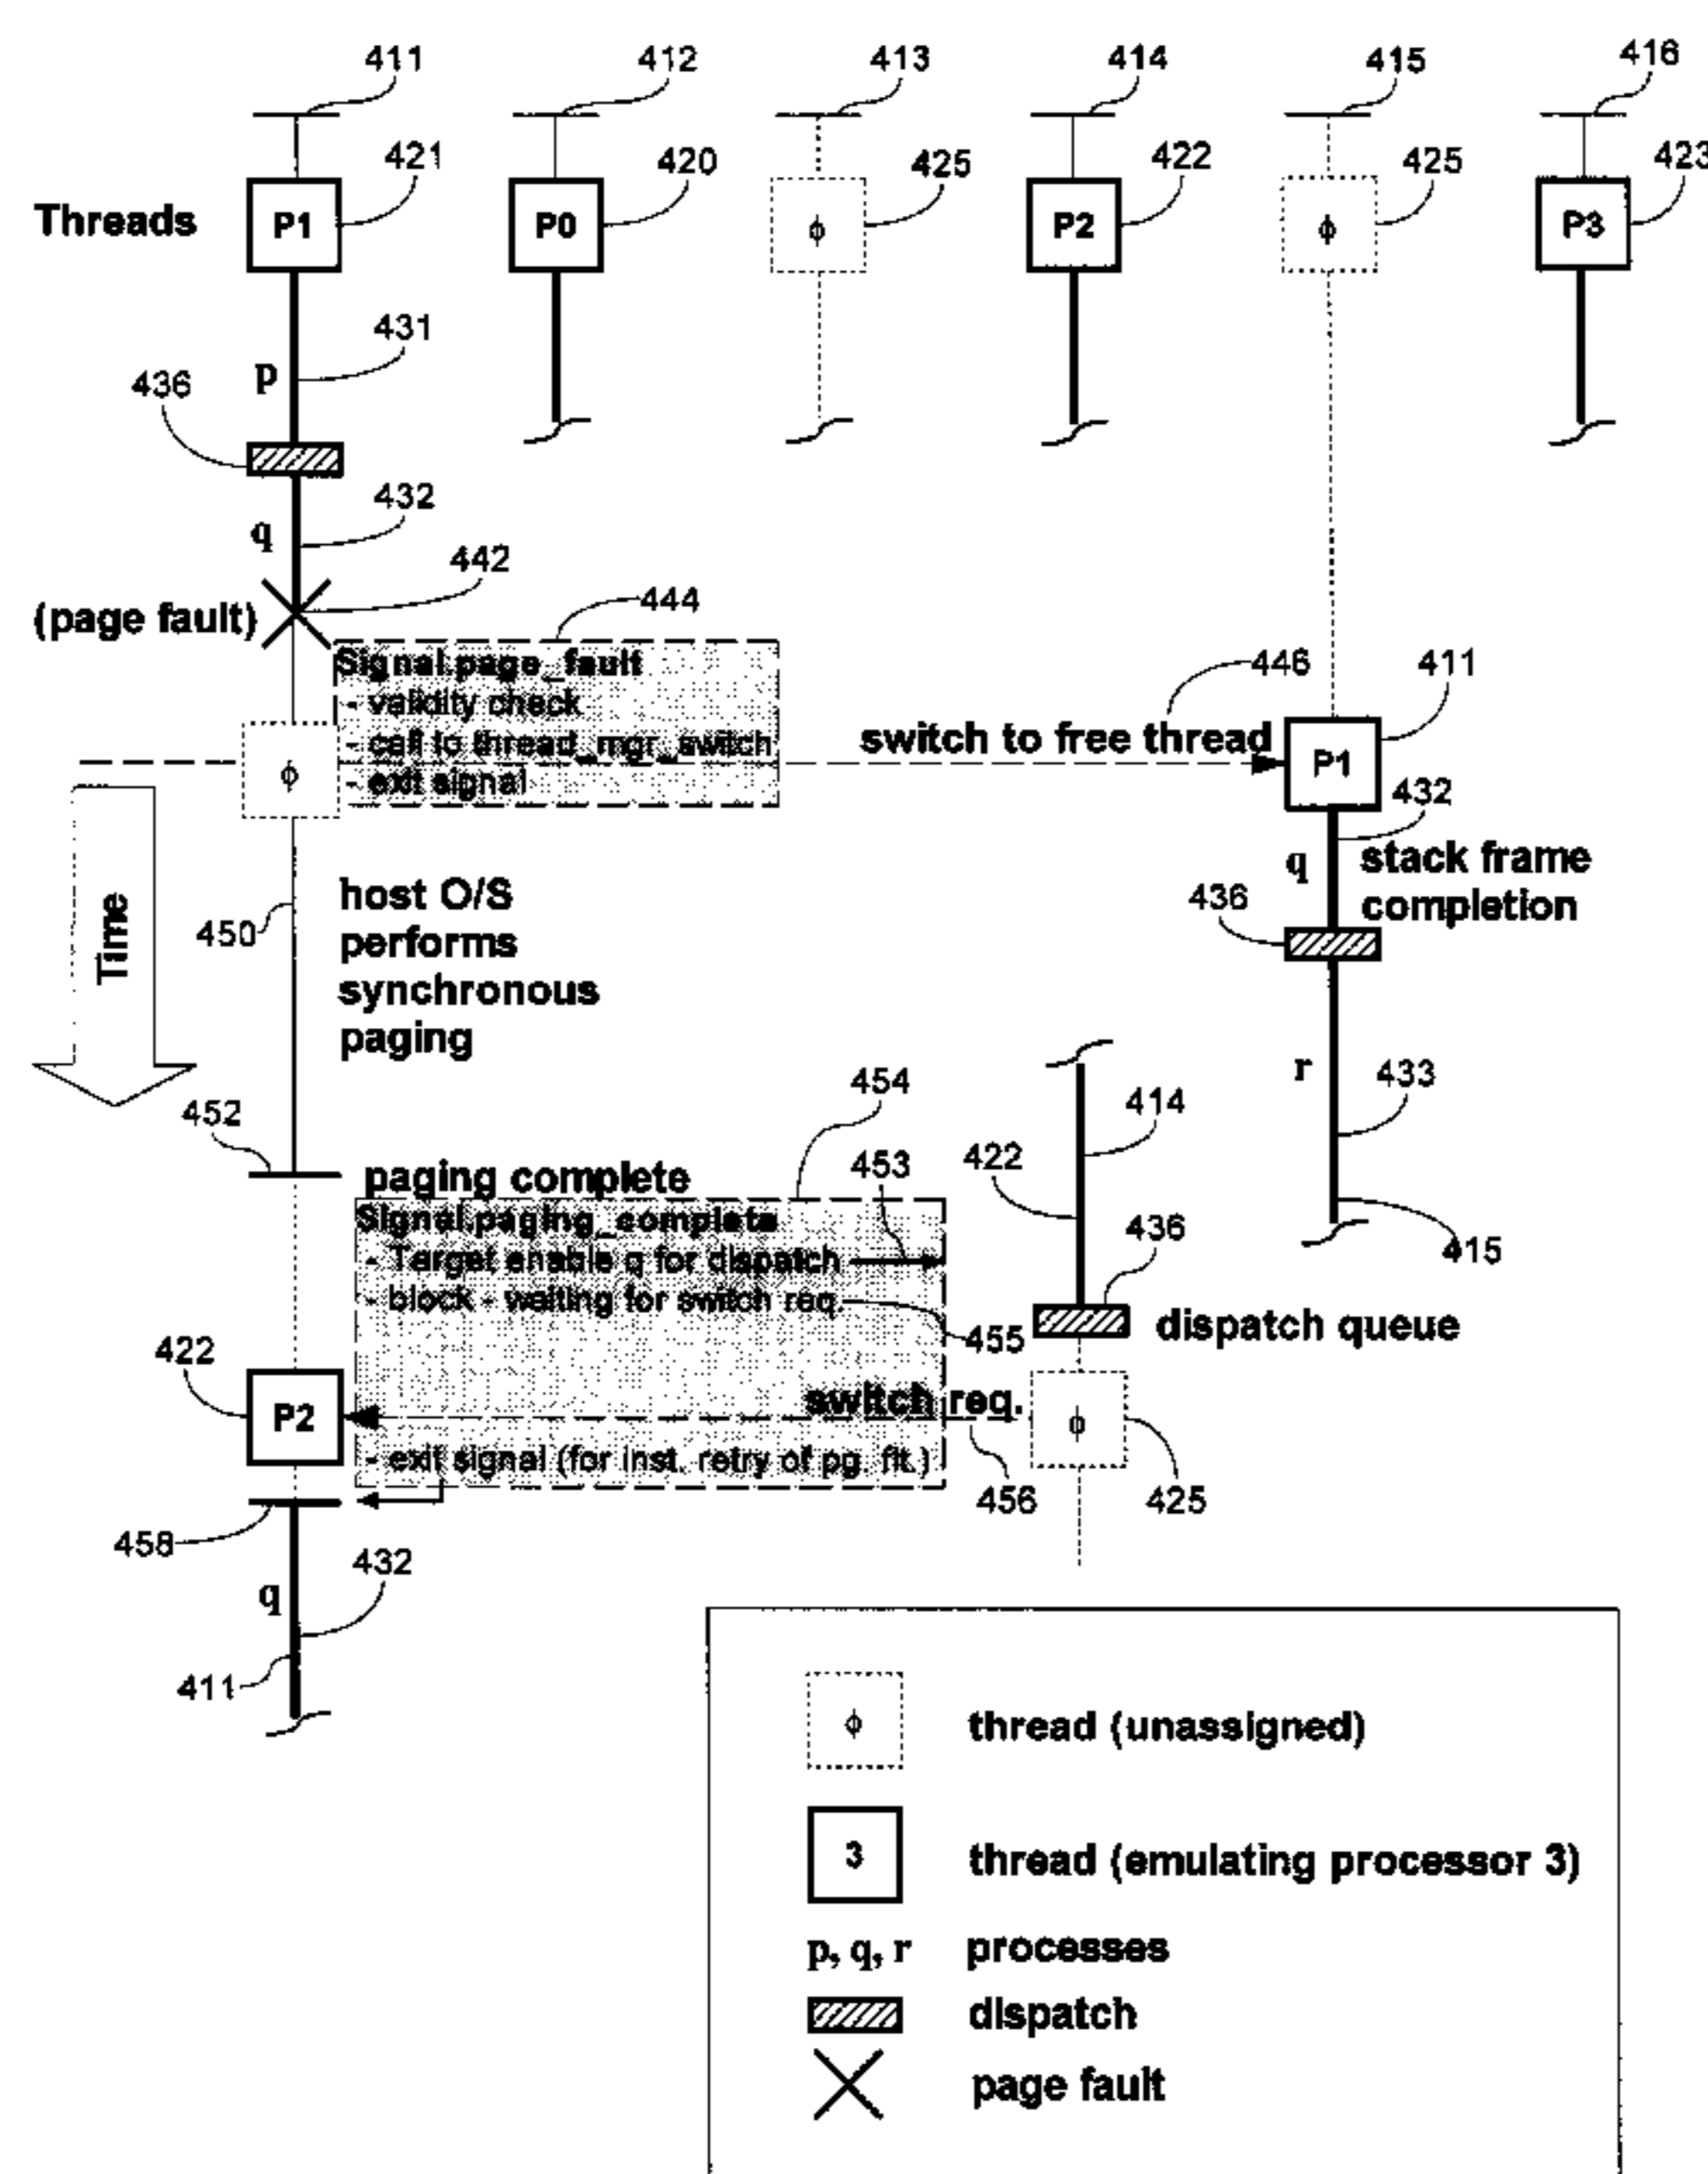 411 412 413 414 415 416
421 420 425 422 425 423
Threads P1 P0 ϕ P2 ϕ P3
431
436 p
432
q
442
(page fault) 444
Signal.page_fault 446 411
- validity check
- call to thread_mgr_switch switch to free thread P1
- exit signal
ϕ
432
q stack frame
436 completion
Time
450
host O/S
performs
synchronous
paging
r 433
454 414
452
paging complete 453 422
Signal.paging_complete 436
- Target enable q for dispatch 415
- block - waiting for switch req.
455 dispatch queue
422
P2 switch req. ϕ
- exit signal (for inst. retry of pg. flt.)
456 425
458
432
q
411
ϕ thread (unassigned)
3 thread (emulating processor 3)
p, q, r processes
dispatch
page fault